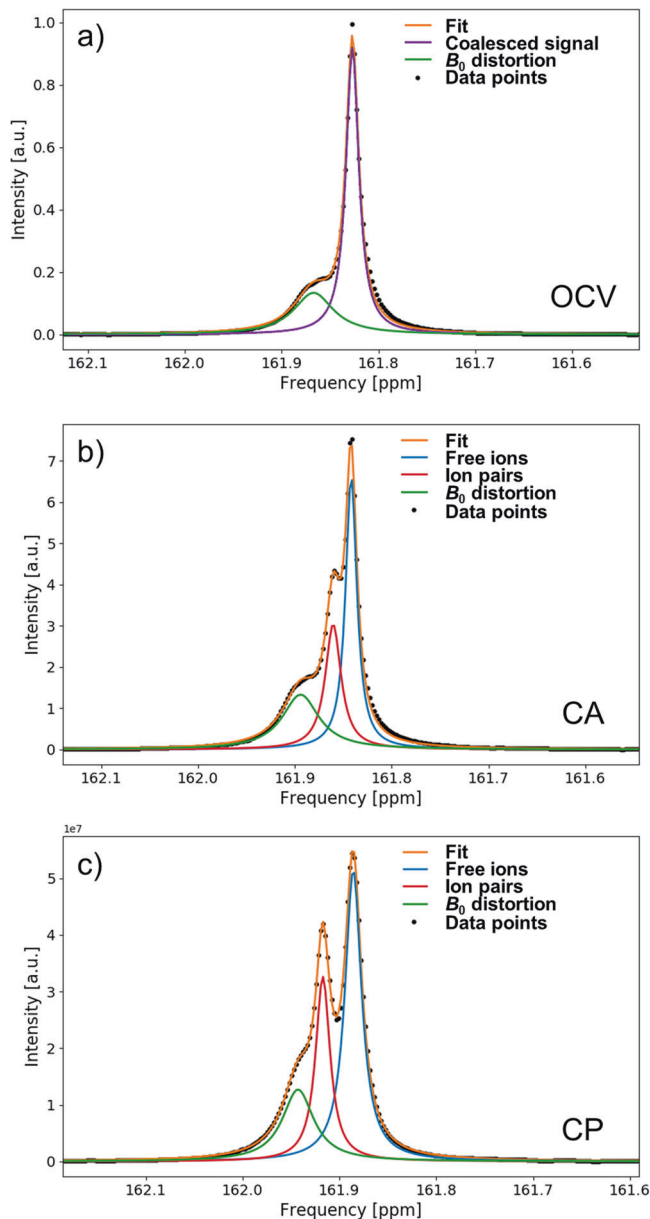 a)
Fit
Coalesced signal
B₀ distortion
Data points
1.0
0.8
0.6
0.4
0.2
0.0
Intensity [a.u.]
OCV
162.1 162.0 161.9 161.8 161.7 161.6
Frequency [ppm]
b)
Fit
Free ions
Ion pairs
B₀ distortion
Data points
7
6
5
4
3
2
1
0
Intensity [a.u.]
CA
162.1 162.0 161.9 161.8 161.7 161.6
Frequency [ppm]
1e7
c)
Fit
Free ions
Ion pairs
B₀ distortion
Data points
5
4
3
2
1
0
Intensity [a.u.]
CP
162.1 162.0 161.9 161.8 161.7 161.6
Frequency [ppm]